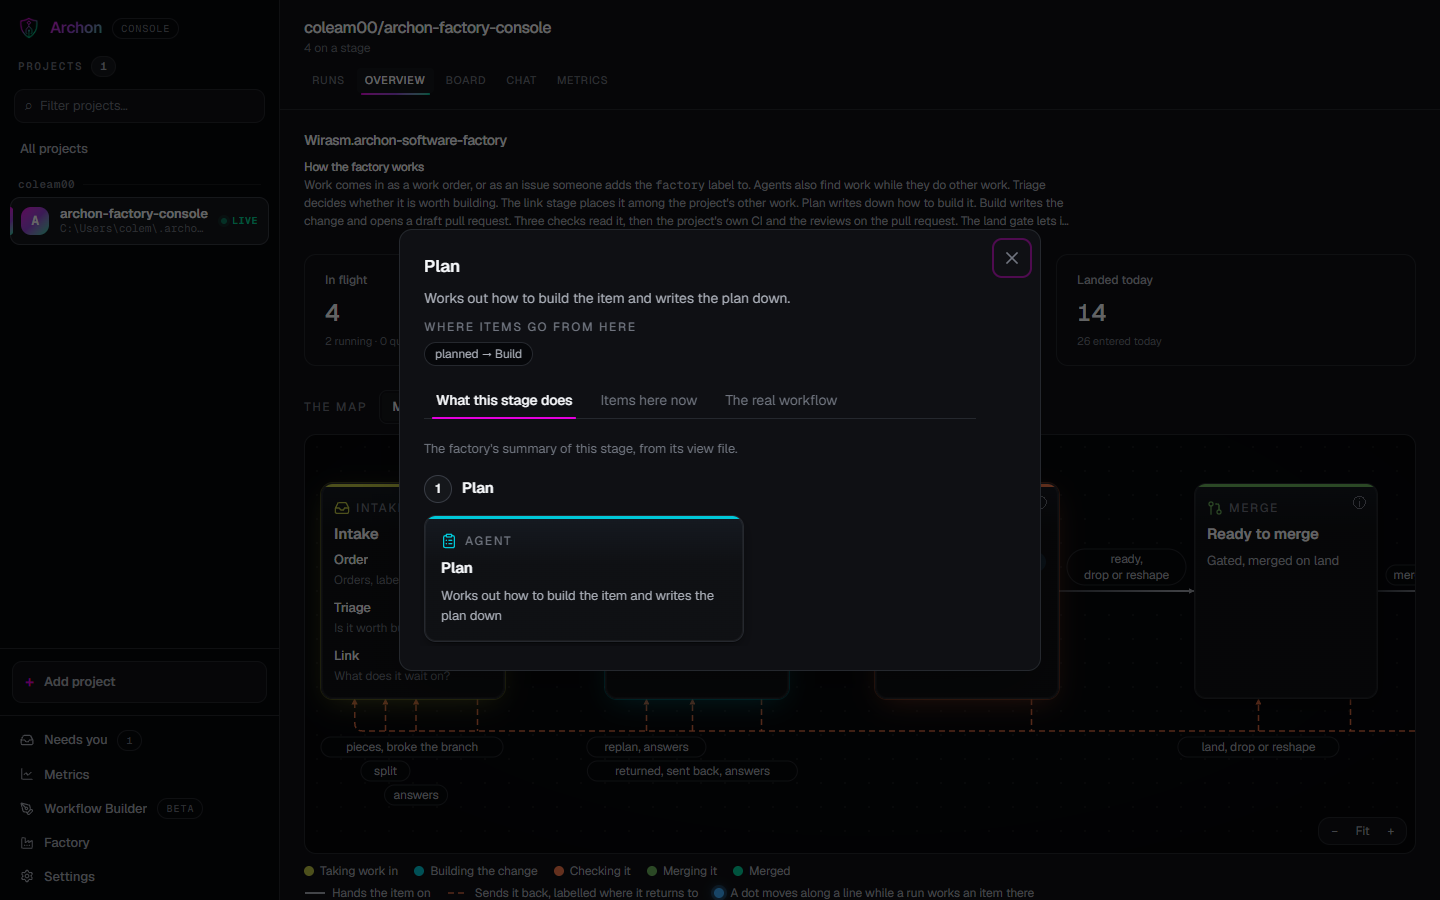 Archon
CONSOLE
PROJECTS 1
Filter projects...
All projects
coleam00
A
archon-factory-console
LIVE
C:\Users\colem\.archo…
Add project
Needs you 1
Metrics
Workflow Builder BETA
Factory
Settings
coleam00/archon-factory-console
4 on a stage
RUNS OVERVIEW BOARD CHAT METRICS
Wirasm.archon-software-factory
How the factory works
Work comes in as a work order, or as an issue someone adds the factory label to. Agents also find work while they do other work. Triage
decides whether it is worth building. The link stage places it among the project's other work. Plan writes down how to build it. Build writes the
change and opens a draft pull request. Three checks read it, then the project's own CI and the reviews on the pull request. The land gate lets i…
In flight
4
2 running · 0 qu
Landed today
14
26 entered today
THE MAP
M
Plan
Works out how to build the item and writes the plan down.
WHERE ITEMS GO FROM HERE
planned → Build
What this stage does
Items here now
The real workflow
The factory's summary of this stage, from its view file.
1 Plan
AGENT
Plan
Works out how to build the item and writes the
plan down
INTAK
Intake
Order
Orders, labe
Triage
Is it worth b
Link
What does it wait on?
ready,
drop or reshape
MERGE
Ready to merge
Gated, merged on land
mer
pieces, broke the branch
split
answers
replan, answers
returned, sent back, answers
land, drop or reshape
− Fit +
Taking work in
Building the change
Checking it
Merging it
Merged
Hands the item on
Sends it back, labelled where it returns to
A dot moves along a line while a run works an item there